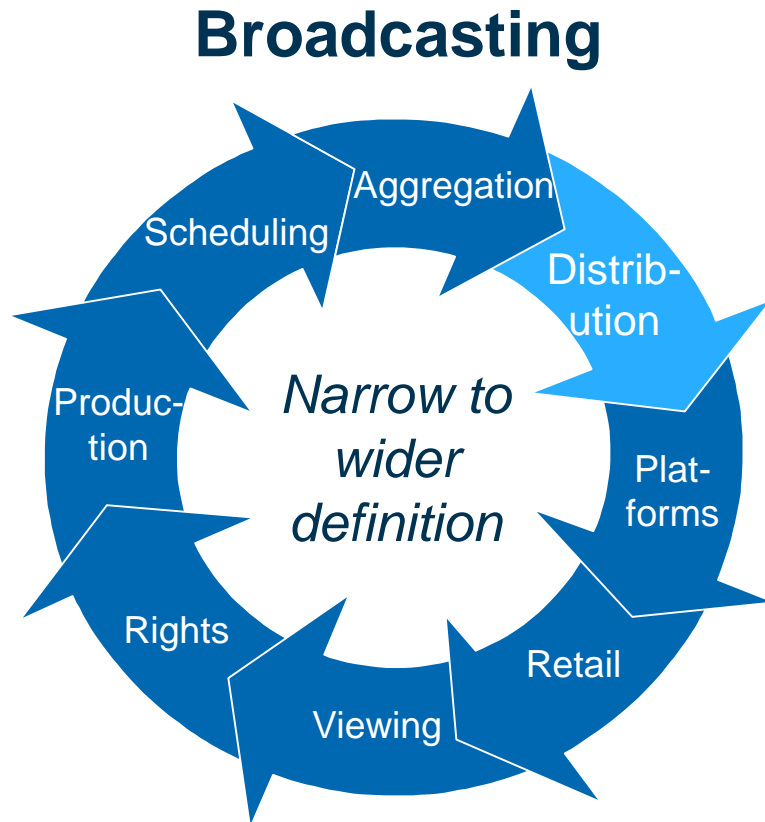 Broadcasting
Aggregation
Distrib-
ution
Plat-
forms
Retail
Viewing
Rights
Produc-
tion
Scheduling
Narrow to
wider
definition